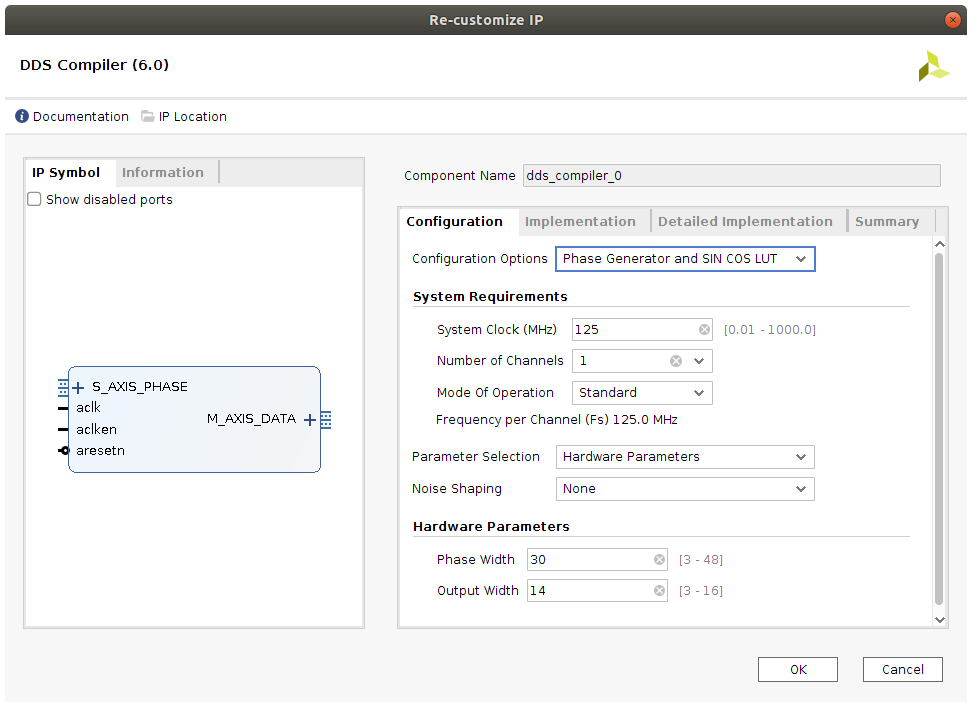 Re-customize IP
DDS Compiler (6.0)
Documentation IP Location
IP Symbol Information
Show disabled ports
S_AXIS_PHASE
aclk
aclken
aresetn
M_AXIS_DATA
Component Name dds_compiler_0
Configuration Implementation Detailed Implementation Summary
Configuration Options Phase Generator and SIN COS LUT
System Requirements
System Clock (MHz) 125 [0.01 - 1000.0]
Number of Channels 1
Mode Of Operation Standard
Frequency per Channel (Fs) 125.0 MHz
Parameter Selection Hardware Parameters
Noise Shaping None
Hardware Parameters
Phase Width 30 [3 - 48]
Output Width 14 [3 - 16]
OK Cancel